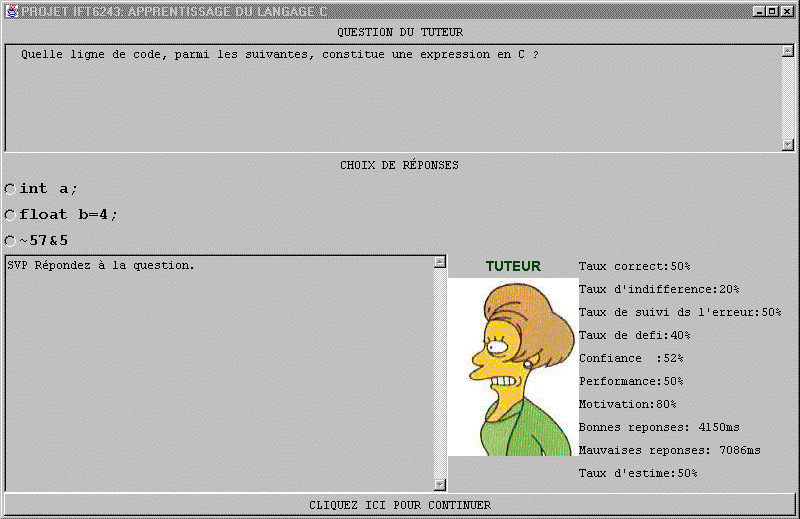 PROJET IFT6243: APPRENTISSAGE DU LANGAGE C
QUESTION DU TUTEUR
Quelle ligne de code, parmi les suivantes, constitue une expression en C ?
CHOIX DE RÉPONSES
int a;
float b=4;
~57&5
SVP Répondez à la question.
TUTEUR
Taux correct:50%
Taux d'indifference:20%
Taux de suivi ds l'erreur:50%
Taux de defi:40%
Confiance :52%
Performance:50%
Motivation:80%
Bonnes reponses: 4150ms
Mauvaises reponses: 7086ms
Taux d'estime:50%
CLIQUEZ ICI POUR CONTINUER